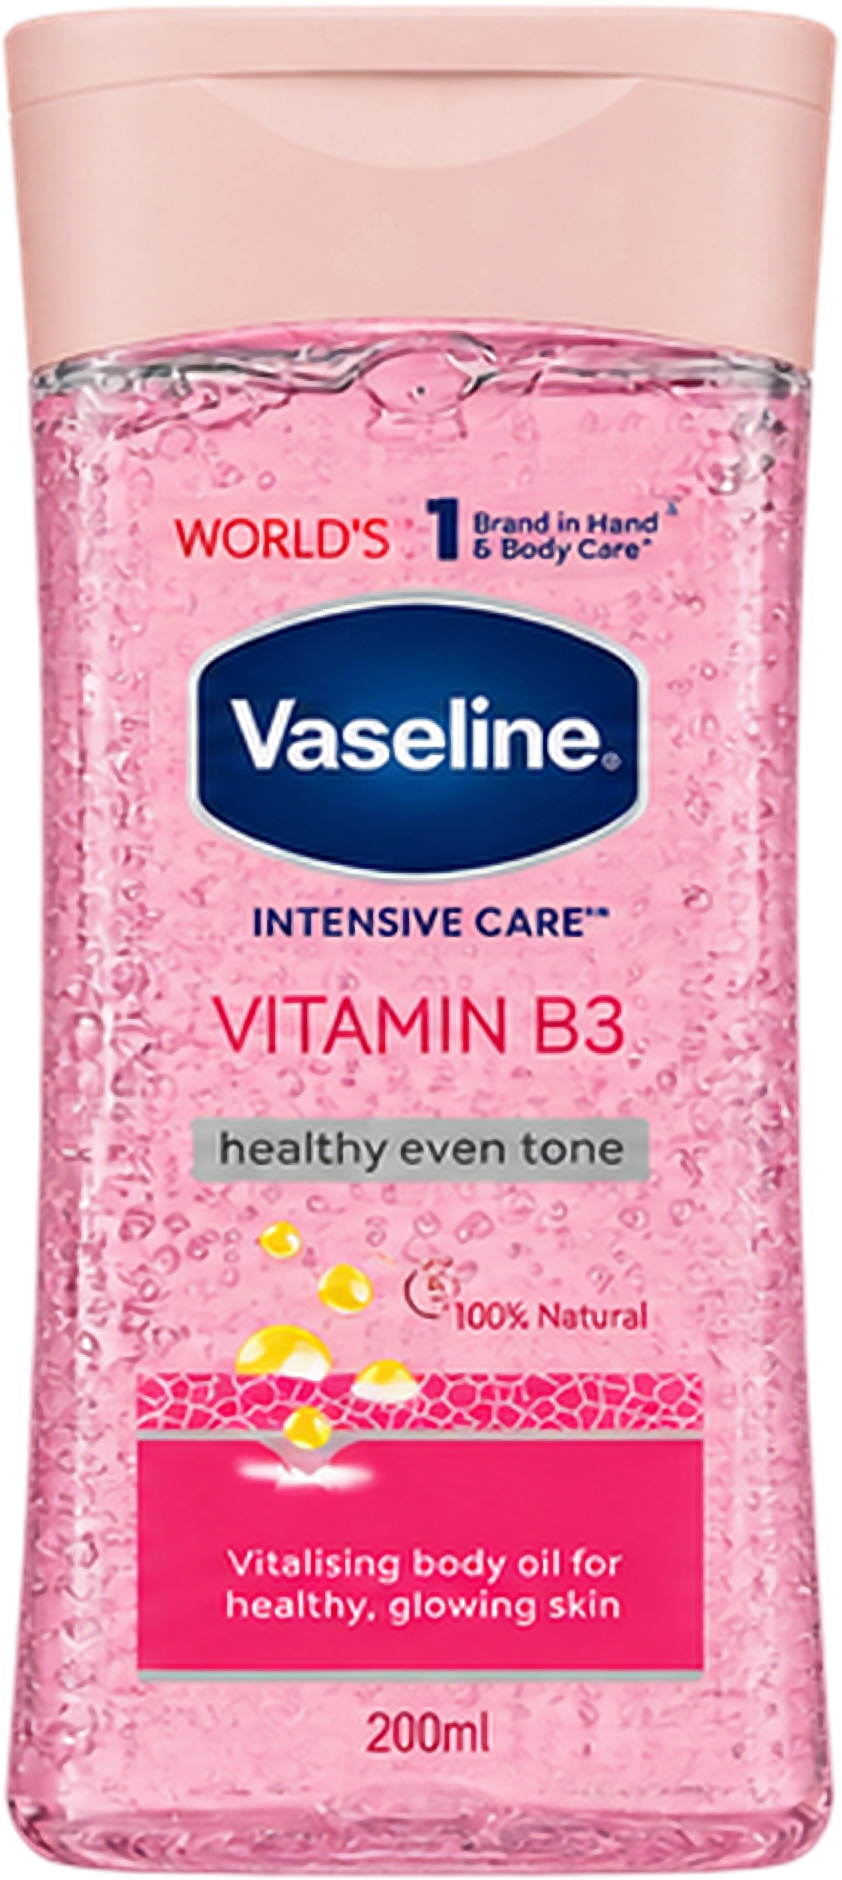 WORLD'S 1 Brand in Hand
& Body Care*
Vaseline®
INTENSIVE CARE™
VITAMIN B3
healthy even tone
100% Natural
Vitalising body oil for
healthy, glowing skin
200ml